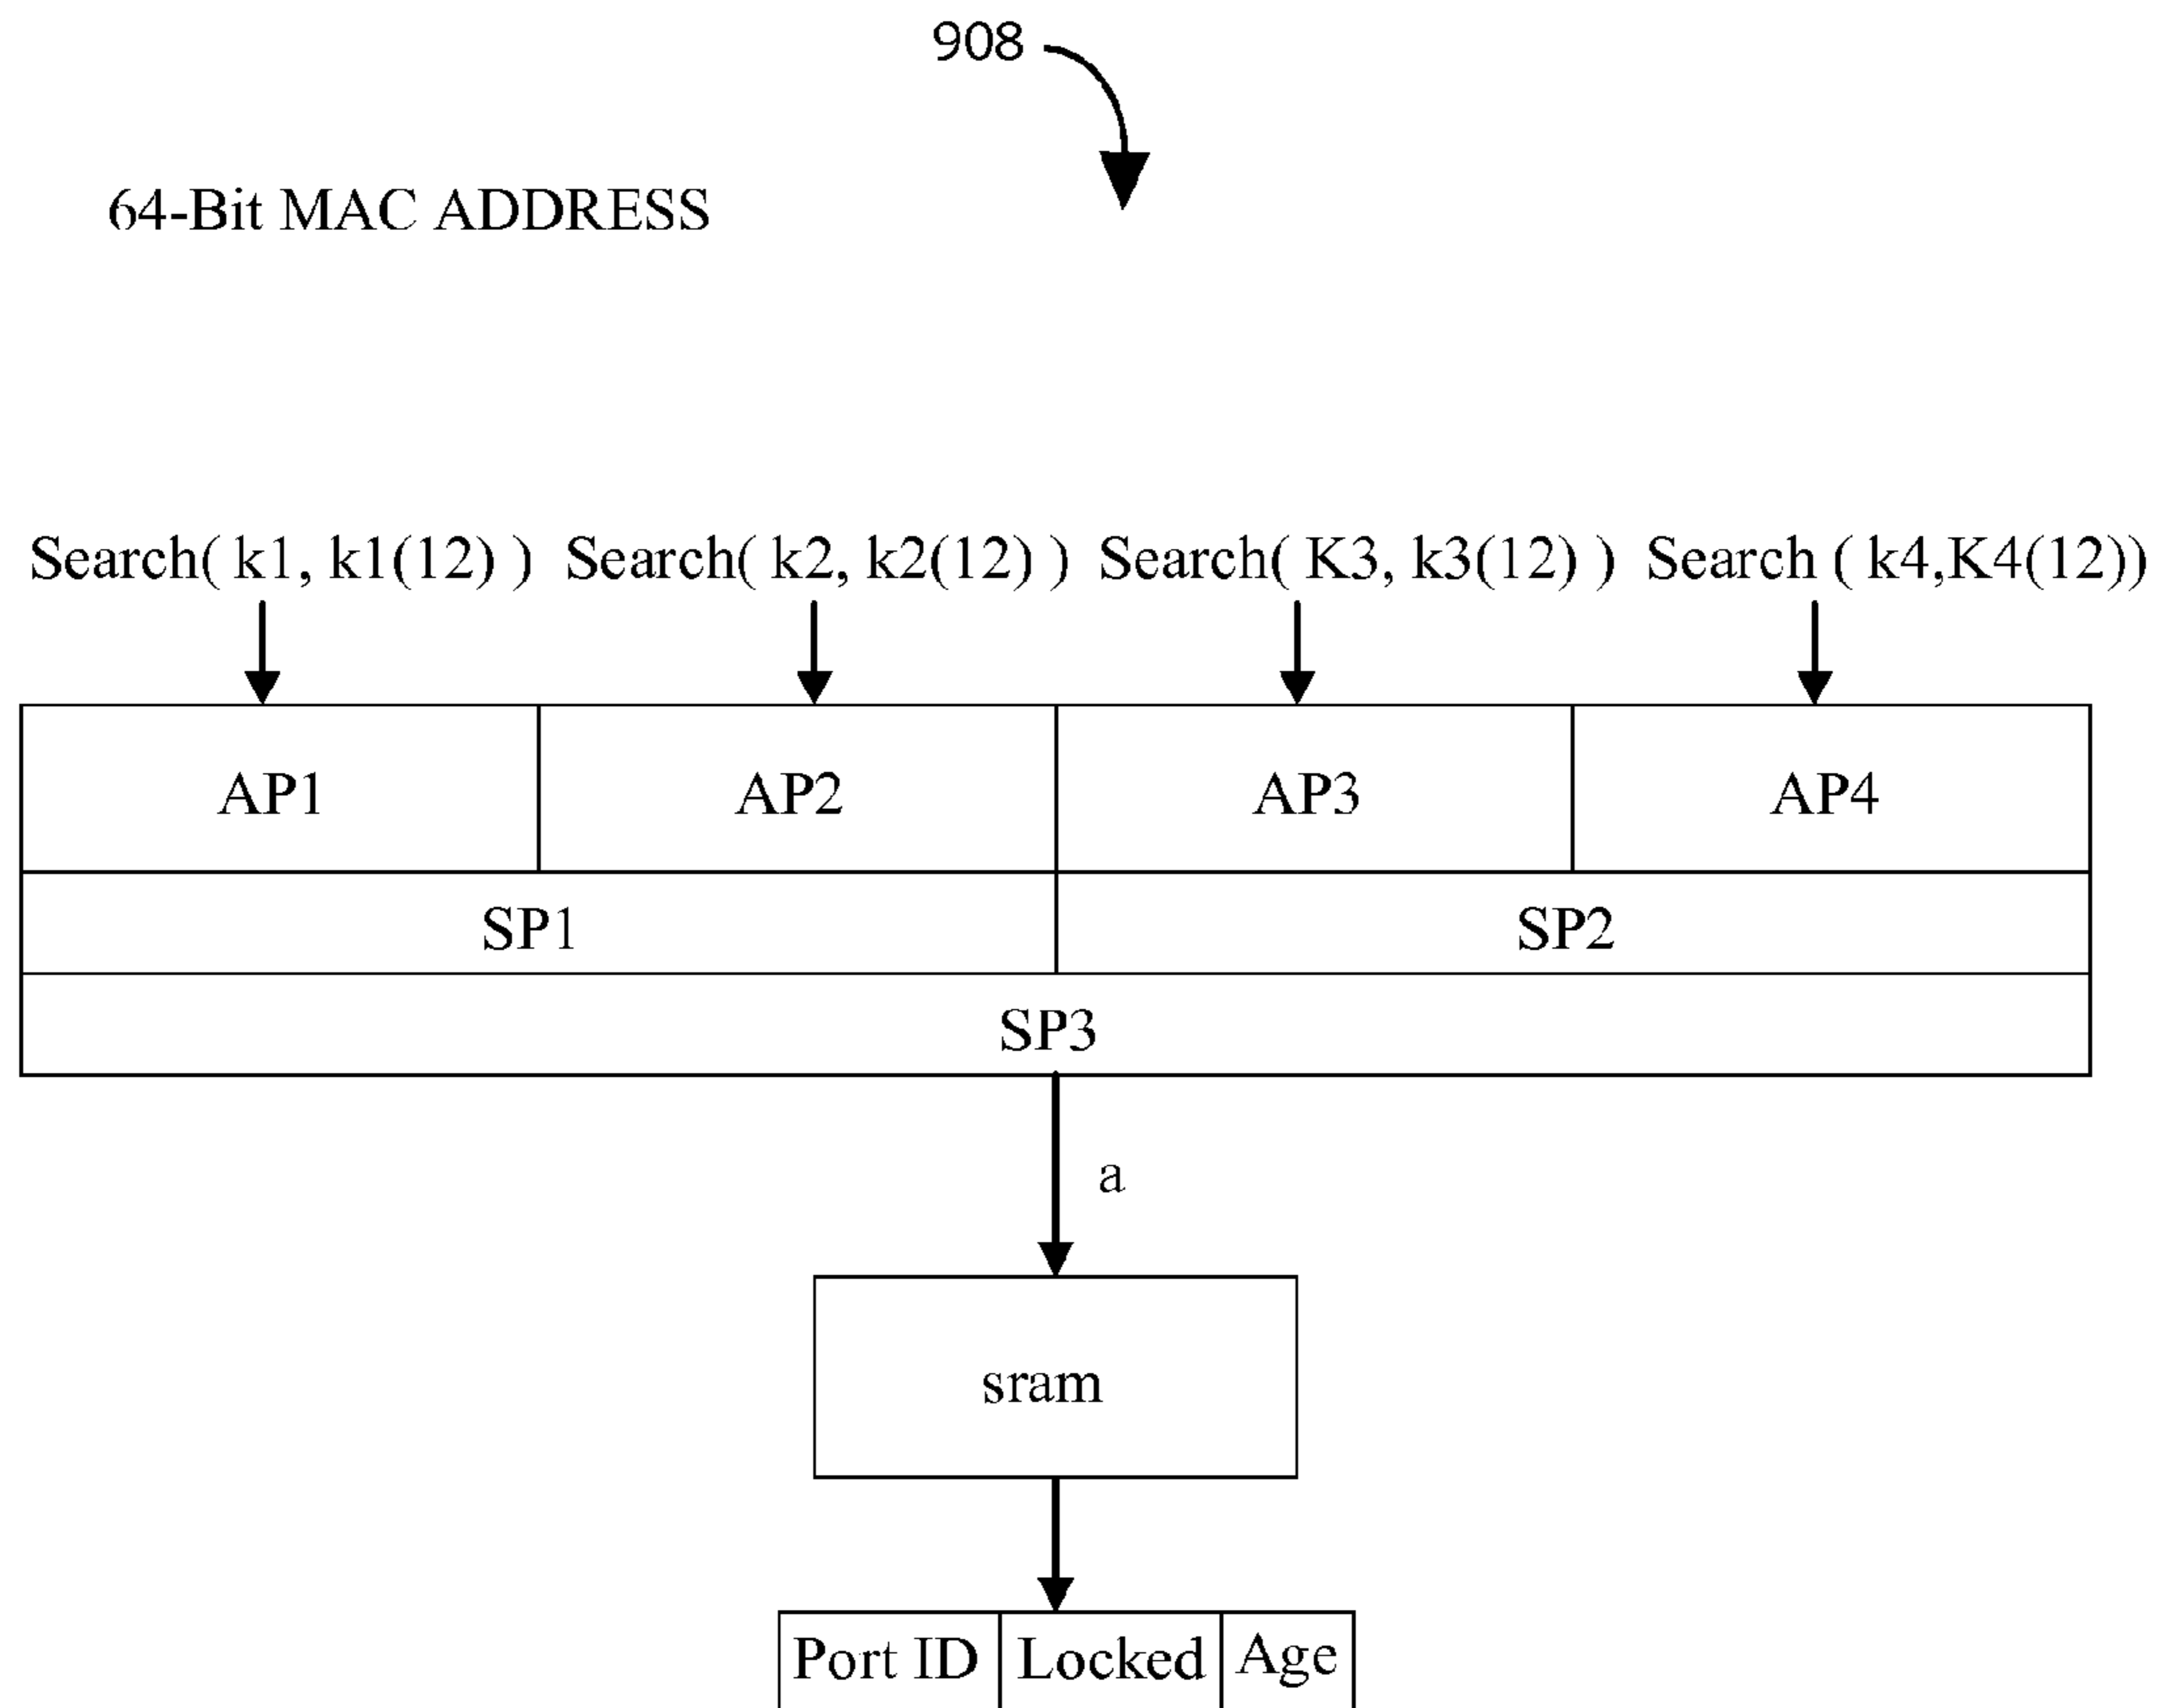 908
64-Bit MAC ADDRESS
Search( k1, k1(12) ) Search( k2, k2(12) ) Search( K3, k3(12) ) Search ( k4,K4(12))
AP1 AP2 AP3 AP4
SP1 SP2
SP3
a
sram
Port ID Locked Age